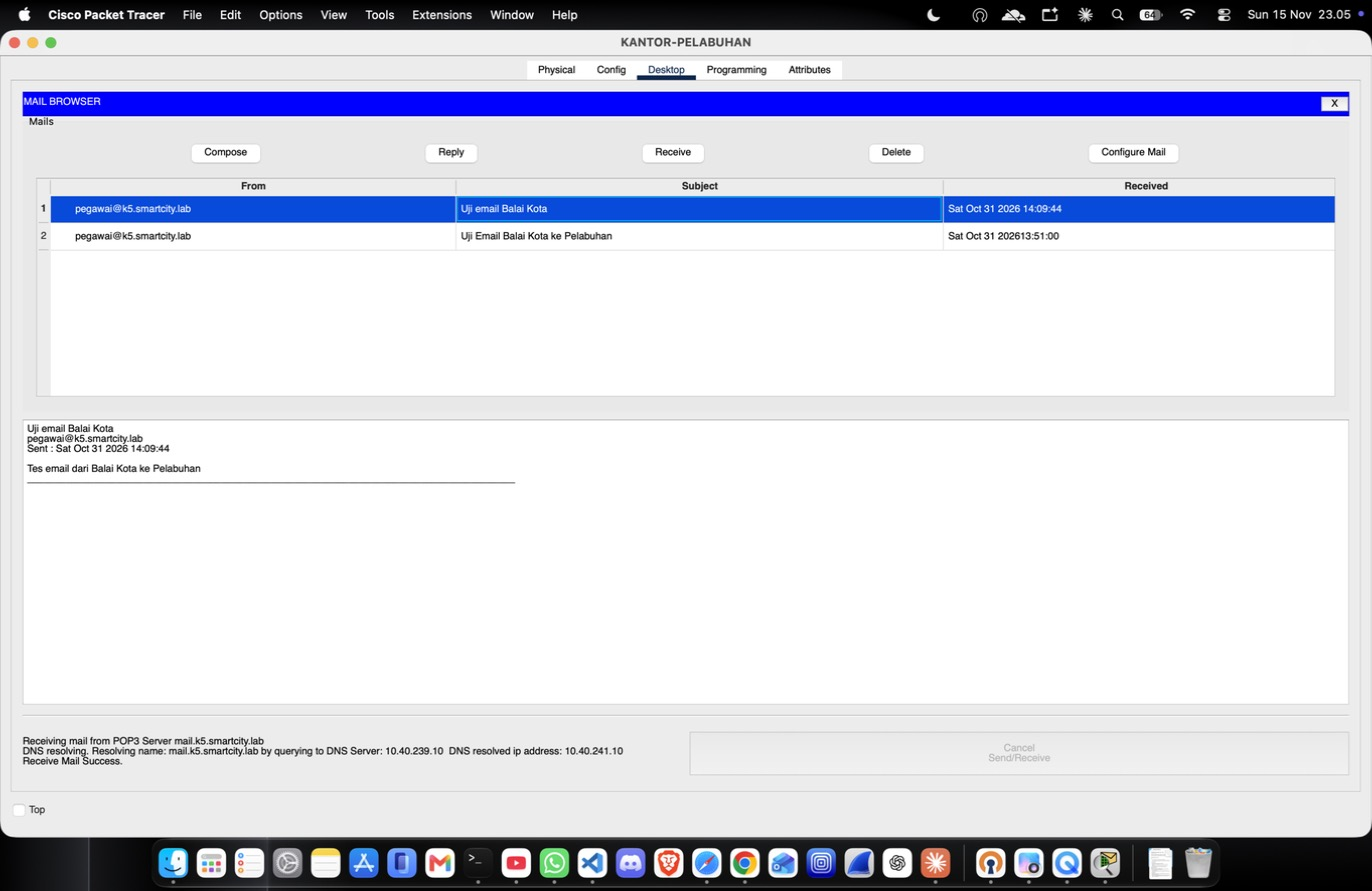 Cisco Packet Tracer File Edit Options View Tools Extensions Window Help 64 Sun 15 Nov 23.05
KANTOR-PELABUHAN
Physical Config Desktop Programming Attributes
MAIL BROWSER X
Mails
Compose Reply Receive Delete Configure Mail
From Subject Received
1 pegawai@k5.smartcity.lab Uji email Balai Kota Sat Oct 31 2026 14:09:44
2 pegawai@k5.smartcity.lab Uji Email Balai Kota ke Pelabuhan Sat Oct 31 202613:51:00
Uji email Balai Kota
pegawai@k5.smartcity.lab
Sent : Sat Oct 31 2026 14:09:44
Tes email dari Balai Kota ke Pelabuhan
Receiving mail from POP3 Server mail.k5.smartcity.lab
DNS resolving. Resolving name: mail.k5.smartcity.lab by querying to DNS Server: 10.40.239.10 DNS resolved ip address: 10.40.241.10
Receive Mail Success.
Cancel
Send/Receive
Top